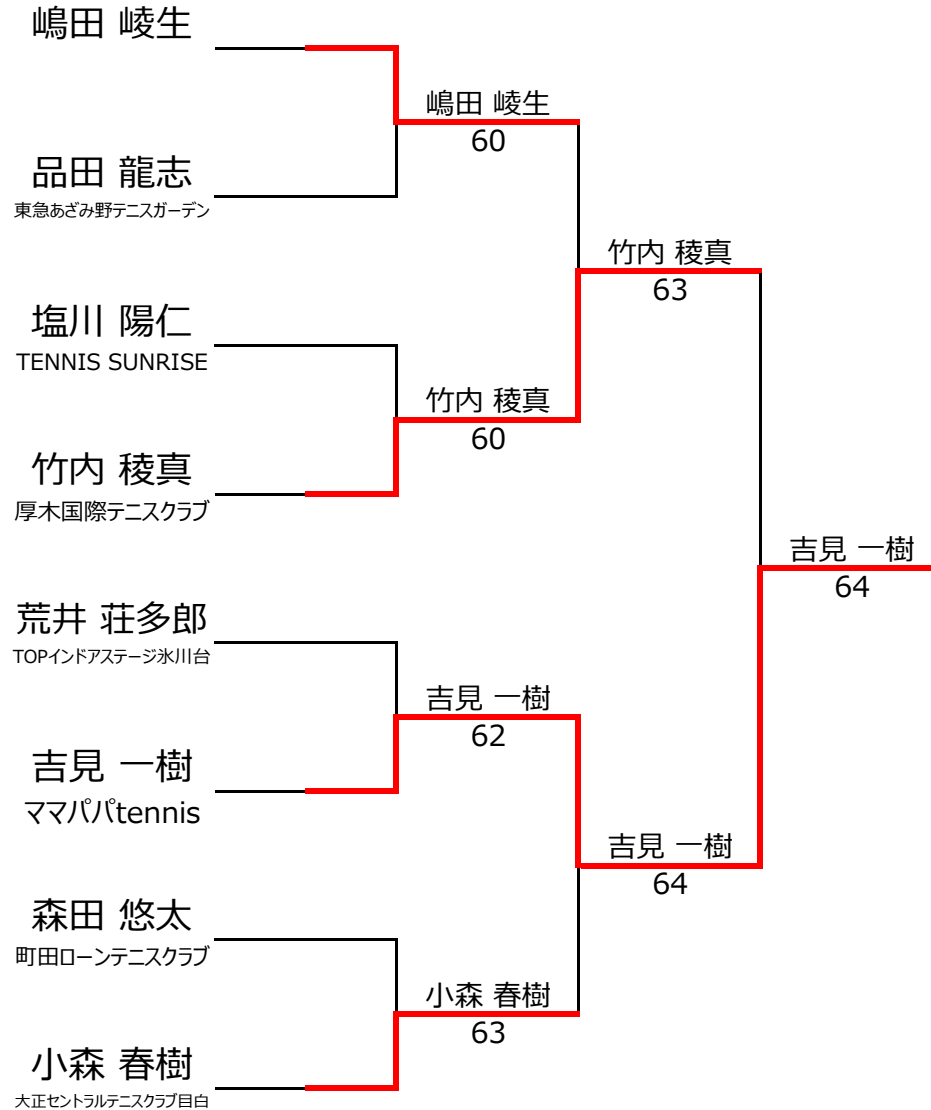 嶋田 崚生
品田 龍志
東急あざみ野テニスガーデン
塩川 陽仁
TENNIS SUNRISE
竹内 稜真
厚木国際テニスクラブ
荒井 荘多郎
TOPインドアステージ氷川台
吉見 一樹
ママパパtennis
森田 悠太
町田ローンテニスクラブ
小森 春樹
大正セントラルテニスクラブ目白
嶋田 崚生
60
竹内 稜真
60
吉見 一樹
62
小森 春樹
63
竹内 稜真
63
吉見 一樹
64
吉見 一樹
64